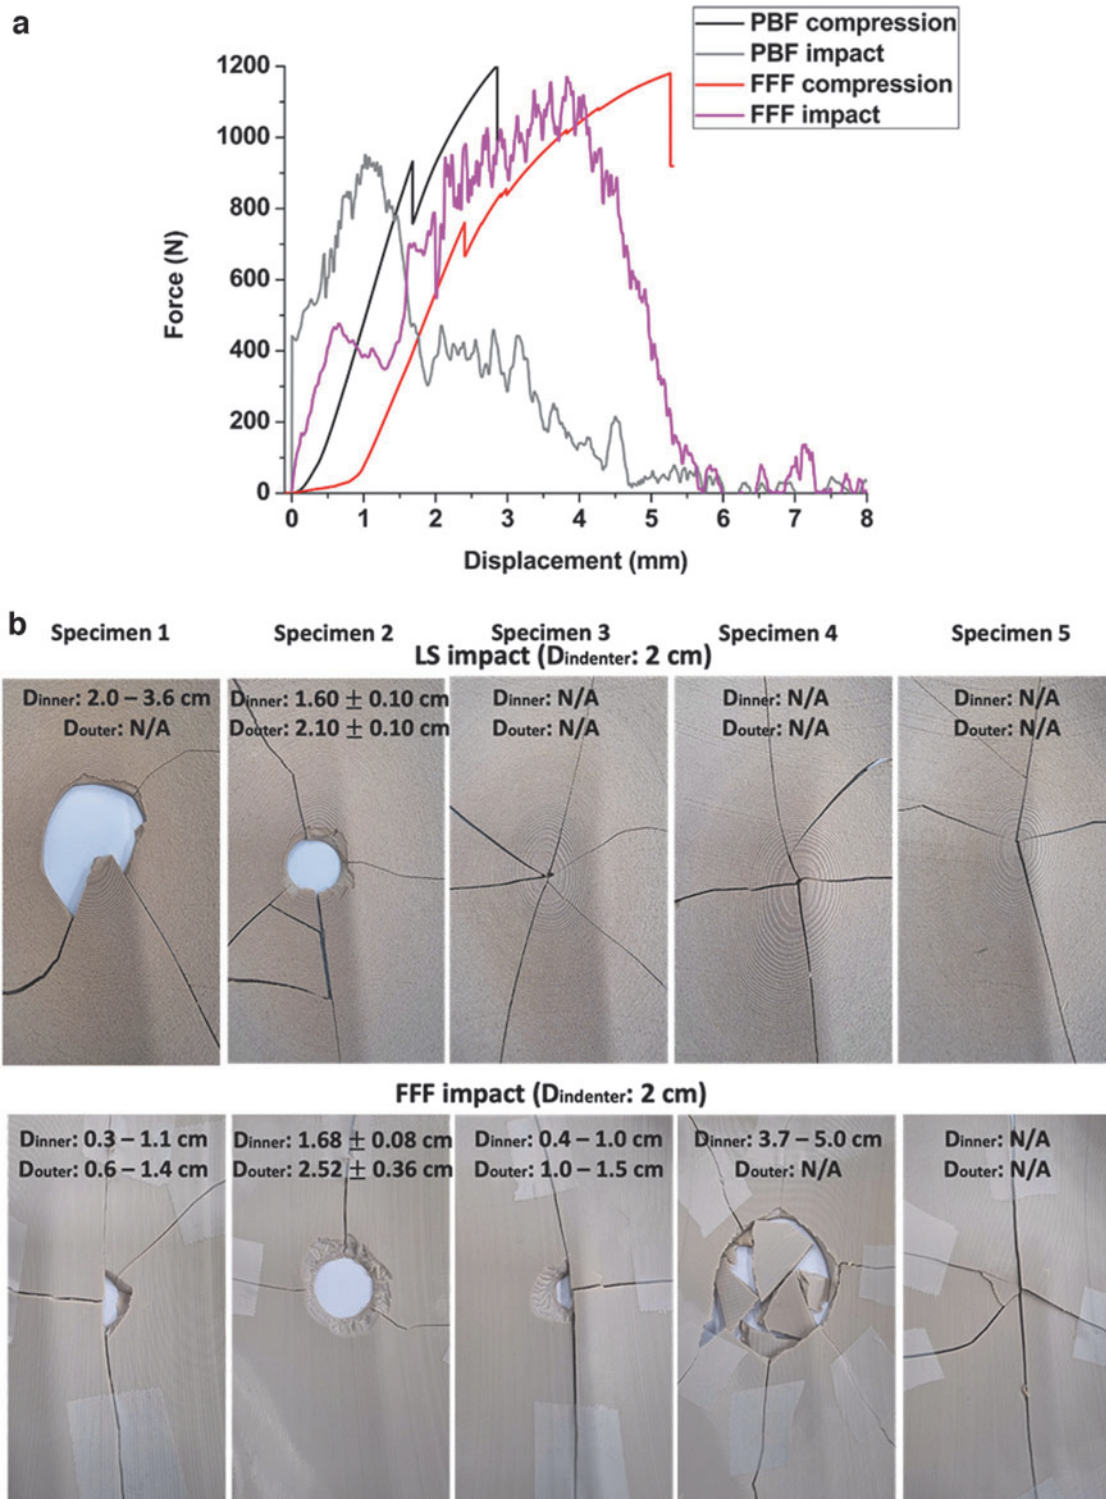 a
PBF compression
PBF impact
FFF compression
FFF impact
1200
1000
800
600
400
200
0
Force (N)
0 1 2 3 4 5 6 7 8
Displacement (mm)
b
Specimen 1 Specimen 2 Specimen 3 Specimen 4 Specimen 5
LS impact (Dindenter: 2 cm)
Dinner: 2.0 – 3.6 cm Dinner: 1.60 ± 0.10 cm Dinner: N/A Dinner: N/A Dinner: N/A
Douter: N/A Douter: 2.10 ± 0.10 cm Douter: N/A Douter: N/A Douter: N/A
FFF impact (Dindenter: 2 cm)
Dinner: 0.3 – 1.1 cm Dinner: 1.68 ± 0.08 cm Dinner: 0.4 – 1.0 cm Dinner: 3.7 – 5.0 cm Dinner: N/A
Douter: 0.6 – 1.4 cm Douter: 2.52 ± 0.36 cm Douter: 1.0 – 1.5 cm Douter: N/A Douter: N/A